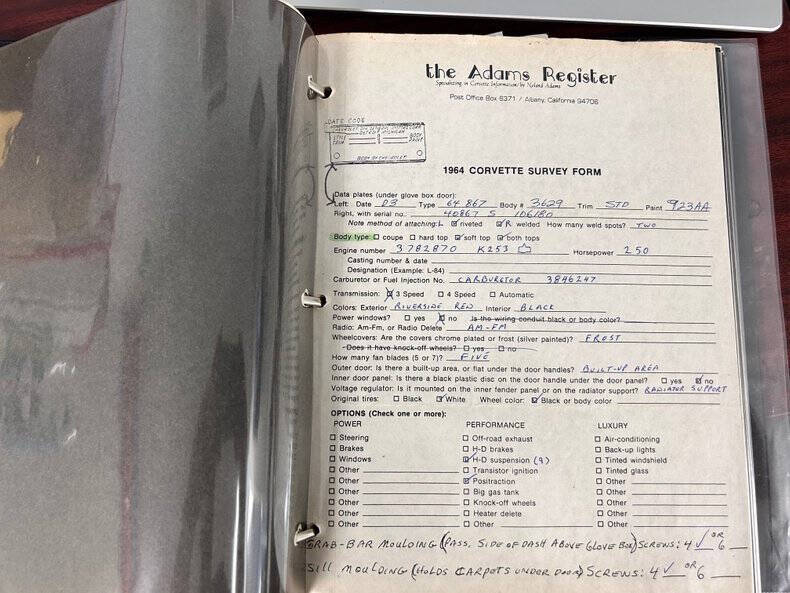 the Adams Register
Specializing in Corvette Information/by Noland Adams
Post Office Box 6371 / Albany, California 94706
DATE CODE
BODY BY CHEVROLET
1964 CORVETTE SURVEY FORM
Data plates (under glove box door):
Left: Date D3 Type 64 867 Body # 3629 Trim STD Paint 923AA
Right, with serial no. 40867 S 106180
Note method of attaching: L riveted R welded How many weld spots? TWO
Body type: coupe hard top soft top both tops
Engine number 3782870 K253 Horsepower 250
Casting number & date
Designation (Example: L-84)
Carburetor or Fuel Injection No. CARBURETOR 3846247
Transmission: 3 Speed 4 Speed Automatic
Colors: Exterior RIVERSIDE RED Interior BLACK
Power windows? yes no Is the wiring conduit black or body color?
Radio: Am-Fm, or Radio Delete AM-FM
Wheelcovers: Are the covers chrome plated or frost (silver painted)? FROST
Does it have knock-off wheels? yes no
How many fan blades (5 or 7)? FIVE
Outer door: Is there a built-up area, or flat under the door handles? BUILT-UP AREA
Inner door panel: Is there a black plastic disc on the door handle under the door panel? yes no
Voltage regulator: Is it mounted on the inner fender panel or on the radiator support? RADIATOR SUPPORT
Original tires: Black White Wheel color: Black or body color
OPTIONS (Check one or more):
POWER PERFORMANCE LUXURY
Steering Off-road exhaust Air-conditioning
Brakes H-D brakes Back-up lights
Windows H-D suspension (9) Tinted windshield
Other Transistor ignition Tinted glass
Other Positraction Other
Other Big gas tank Other
Other Knock-off wheels Other
Other Heater delete Other
Other Other Other
GRAB-BAR MOULDING (PASS. SIDE OF DASH ABOVE GLOVE BOX) SCREWS: 4 ✓ OR 6
SILL MOULDING (HOLDS CARPETS UNDER DOOR) SCREWS: 4 ✓ OR 6